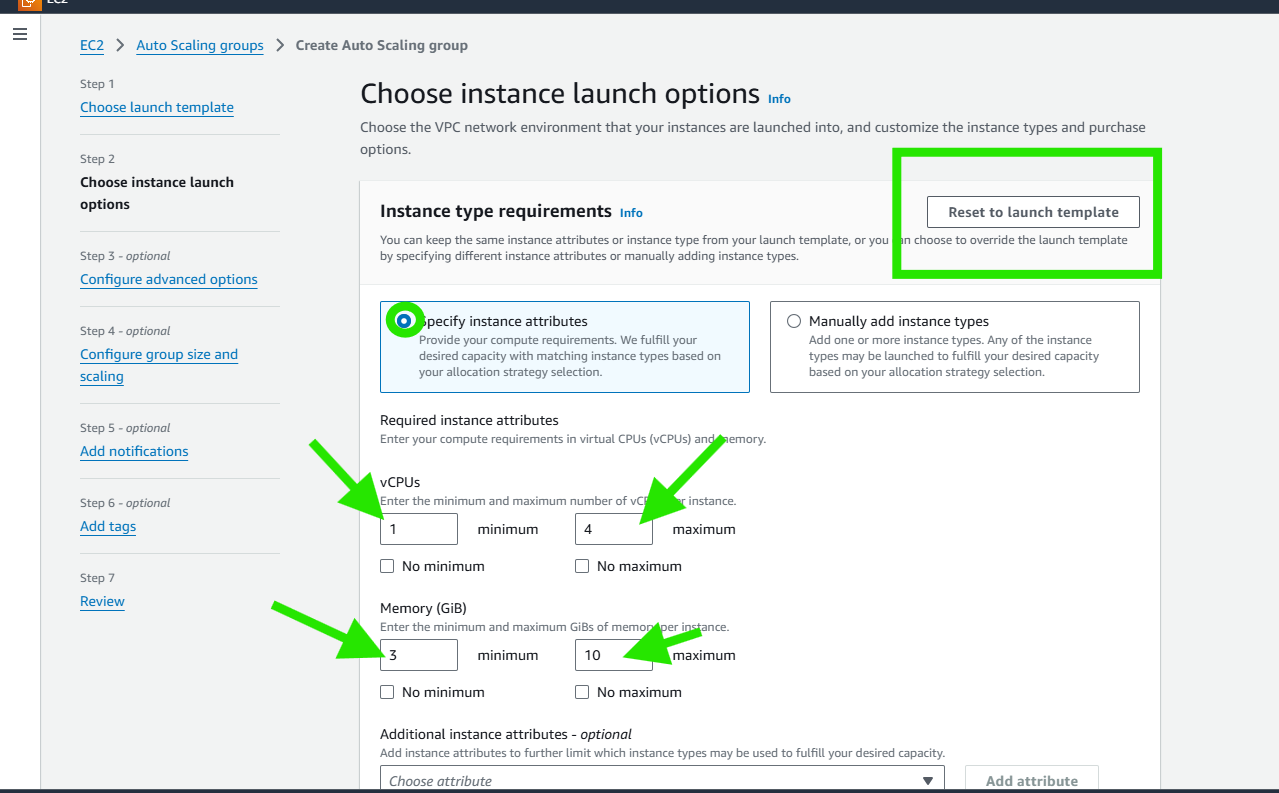 EC2
EC2 > Auto Scaling groups > Create Auto Scaling group
Step 1
Choose launch template
Step 2
Choose instance launch
options
Step 3 - optional
Configure advanced options
Step 4 - optional
Configure group size and
scaling
Step 5 - optional
Add notifications
Step 6 - optional
Add tags
Step 7
Review
Choose instance launch options Info
Choose the VPC network environment that your instances are launched into, and customize the instance types and purchase
options.
Instance type requirements Info
Reset to launch template
You can keep the same instance attributes or instance type from your launch template, or you can choose to override the launch template
by specifying different instance attributes or manually adding instance types.
Specify instance attributes
Provide your compute requirements. We fulfill your
desired capacity with matching instance types based on
your allocation strategy selection.
Manually add instance types
Add one or more instance types. Any of the instance
types may be launched to fulfill your desired capacity
based on your allocation strategy selection.
Required instance attributes
Enter your compute requirements in virtual CPUs (vCPUs) and memory.
vCPUs
Enter the minimum and maximum number of vCPUs per instance.
1 minimum 4 maximum
No minimum No maximum
Memory (GiB)
Enter the minimum and maximum GiBs of memory per instance.
3 minimum 10 maximum
No minimum No maximum
Additional instance attributes - optional
Add instance attributes to further limit which instance types may be used to fulfill your desired capacity.
Choose attribute Add attribute